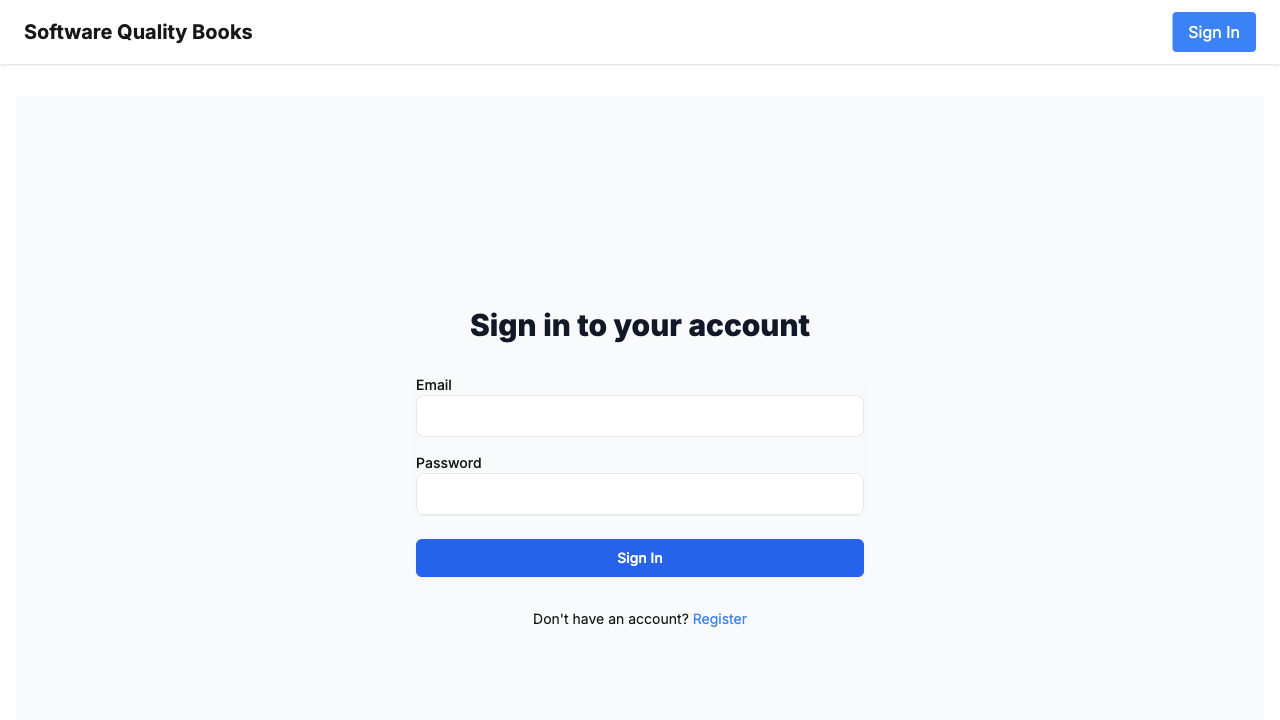 Software Quality Books
Sign In
Sign in to your account
Email
Password
Sign In
Don't have an account? Register